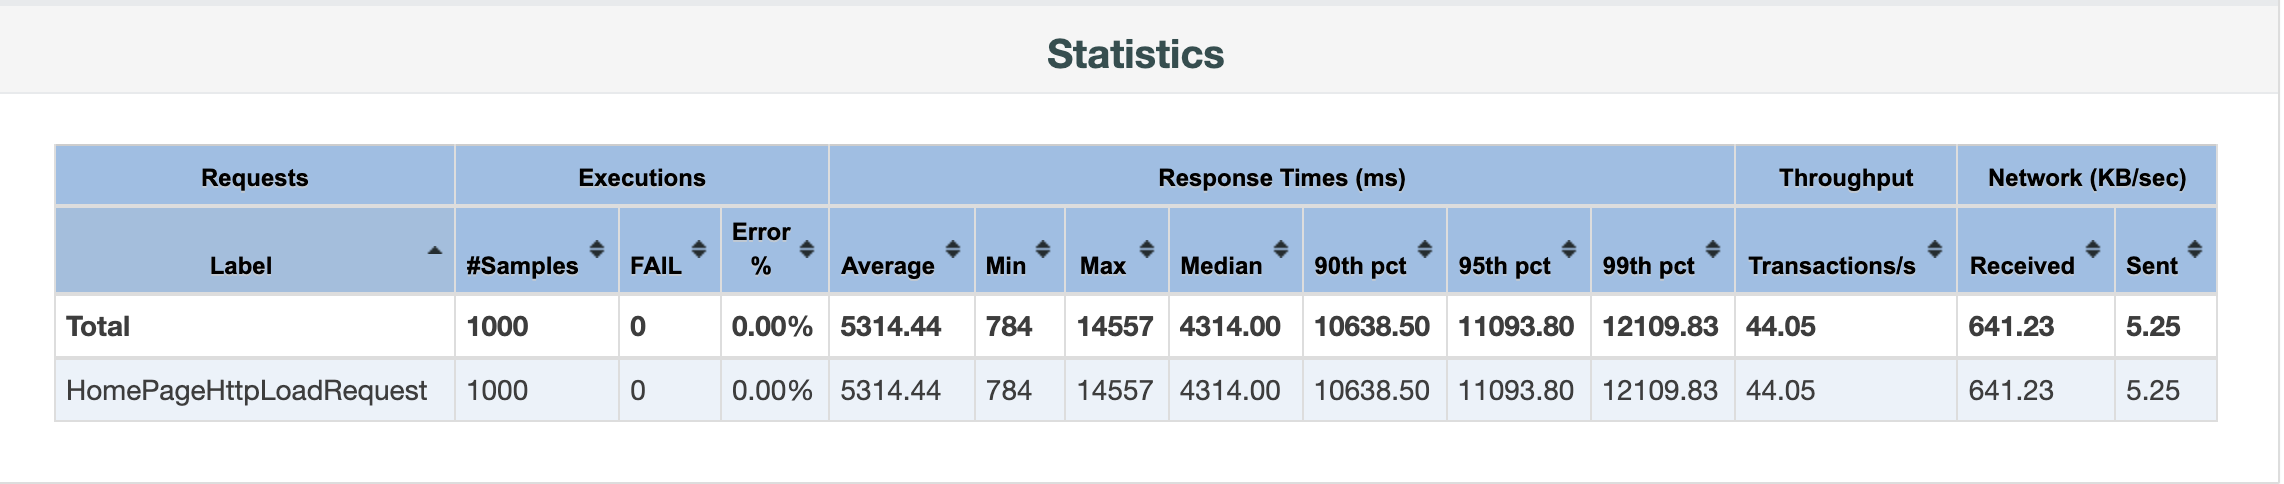 Statistics
Requests Executions Response Times (ms) Throughput Network (KB/sec)
Label #Samples FAIL Error % Average Min Max Median 90th pct 95th pct 99th pct Transactions/s Received Sent
Total 1000 0 0.00% 5314.44 784 14557 4314.00 10638.50 11093.80 12109.83 44.05 641.23 5.25
HomePageHttpLoadRequest 1000 0 0.00% 5314.44 784 14557 4314.00 10638.50 11093.80 12109.83 44.05 641.23 5.25